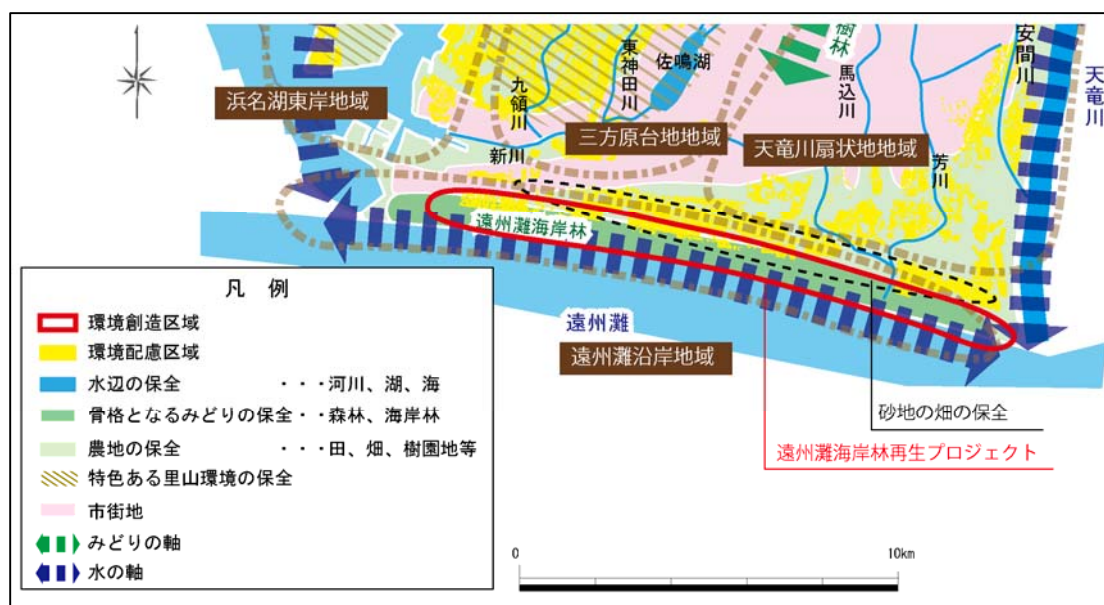 樹林
安間川
天竜川
東神田川
佐鳴湖
馬込川
九領川
浜名湖東岸地域
三方原台地地域
天竜川扇状地地域
新川
芳川
遠州灘海岸林
遠州灘
遠州灘沿岸地域
砂地の畑の保全
遠州灘海岸林再生プロジェクト
凡 例
環境創造区域
環境配慮区域
水辺の保全 ・・・河川、湖、海
骨格となるみどりの保全・・・森林、海岸林
農地の保全 ・・・田、畑、樹園地等
特色ある里山環境の保全
市街地
みどりの軸
水の軸
0 10km